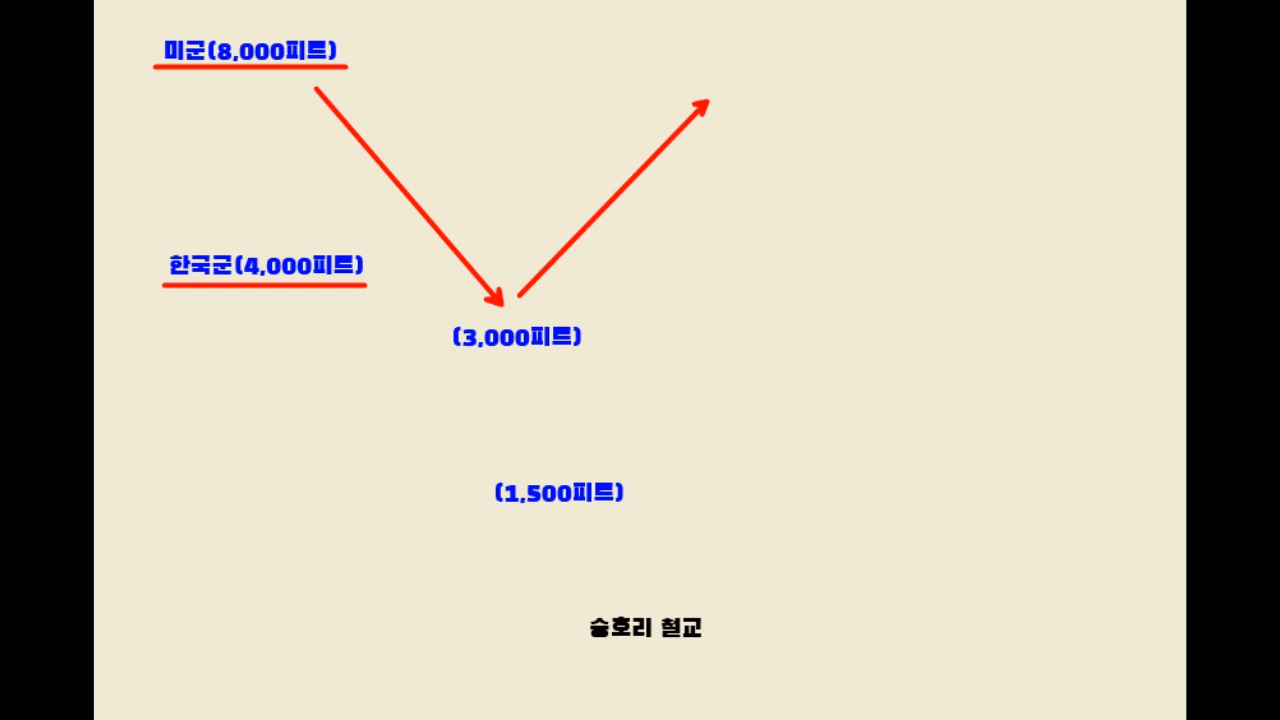 미군(8,000피트)
한국군(4,000피트)
(3,000피트)
(1,500피트)
승호리 철교